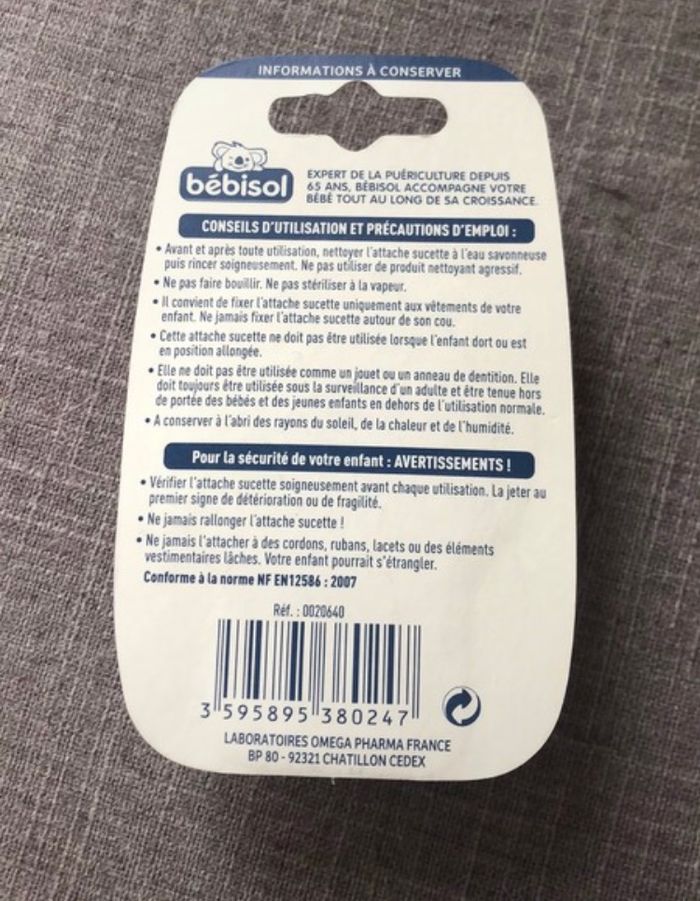 INFORMATIONS À CONSERVER
bébisol
EXPERT DE LA PUÉRICULTURE DEPUIS
65 ANS, BÉBISOL ACCOMPAGNE VOTRE
BÉBÉ TOUT AU LONG DE SA CROISSANCE.
CONSEILS D'UTILISATION ET PRÉCAUTIONS D'EMPLOI :
• Avant et après toute utilisation, nettoyer l'attache sucette à l'eau savonneuse
puis rincer soigneusement. Ne pas utiliser de produit nettoyant agressif.
• Ne pas faire bouillir. Ne pas stériliser à la vapeur.
• Il convient de fixer l'attache sucette uniquement aux vêtements de votre
enfant. Ne jamais fixer l'attache sucette autour de son cou.
• Cette attache sucette ne doit pas être utilisée lorsque l'enfant dort ou est
en position allongée.
• Elle ne doit pas être utilisée comme un jouet ou un anneau de dentition. Elle
doit toujours être utilisée sous la surveillance d'un adulte et être tenue hors
de portée des bébés et des jeunes enfants en dehors de l'utilisation normale.
• A conserver à l'abri des rayons du soleil, de la chaleur et de l'humidité.
Pour la sécurité de votre enfant : AVERTISSEMENTS !
• Vérifier l'attache sucette soigneusement avant chaque utilisation. La jeter au
premier signe de détérioration ou de fragilité.
• Ne jamais rallonger l'attache sucette !
• Ne jamais l'attacher à des cordons, rubans, lacets ou des éléments
vestimentaires lâches. Votre enfant pourrait s'étrangler.
Conforme à la norme NF EN12586 : 2007
Réf. : 0020640
3 595895 380247
LABORATOIRES OMEGA PHARMA FRANCE
BP 80 - 92321 CHATILLON CEDEX